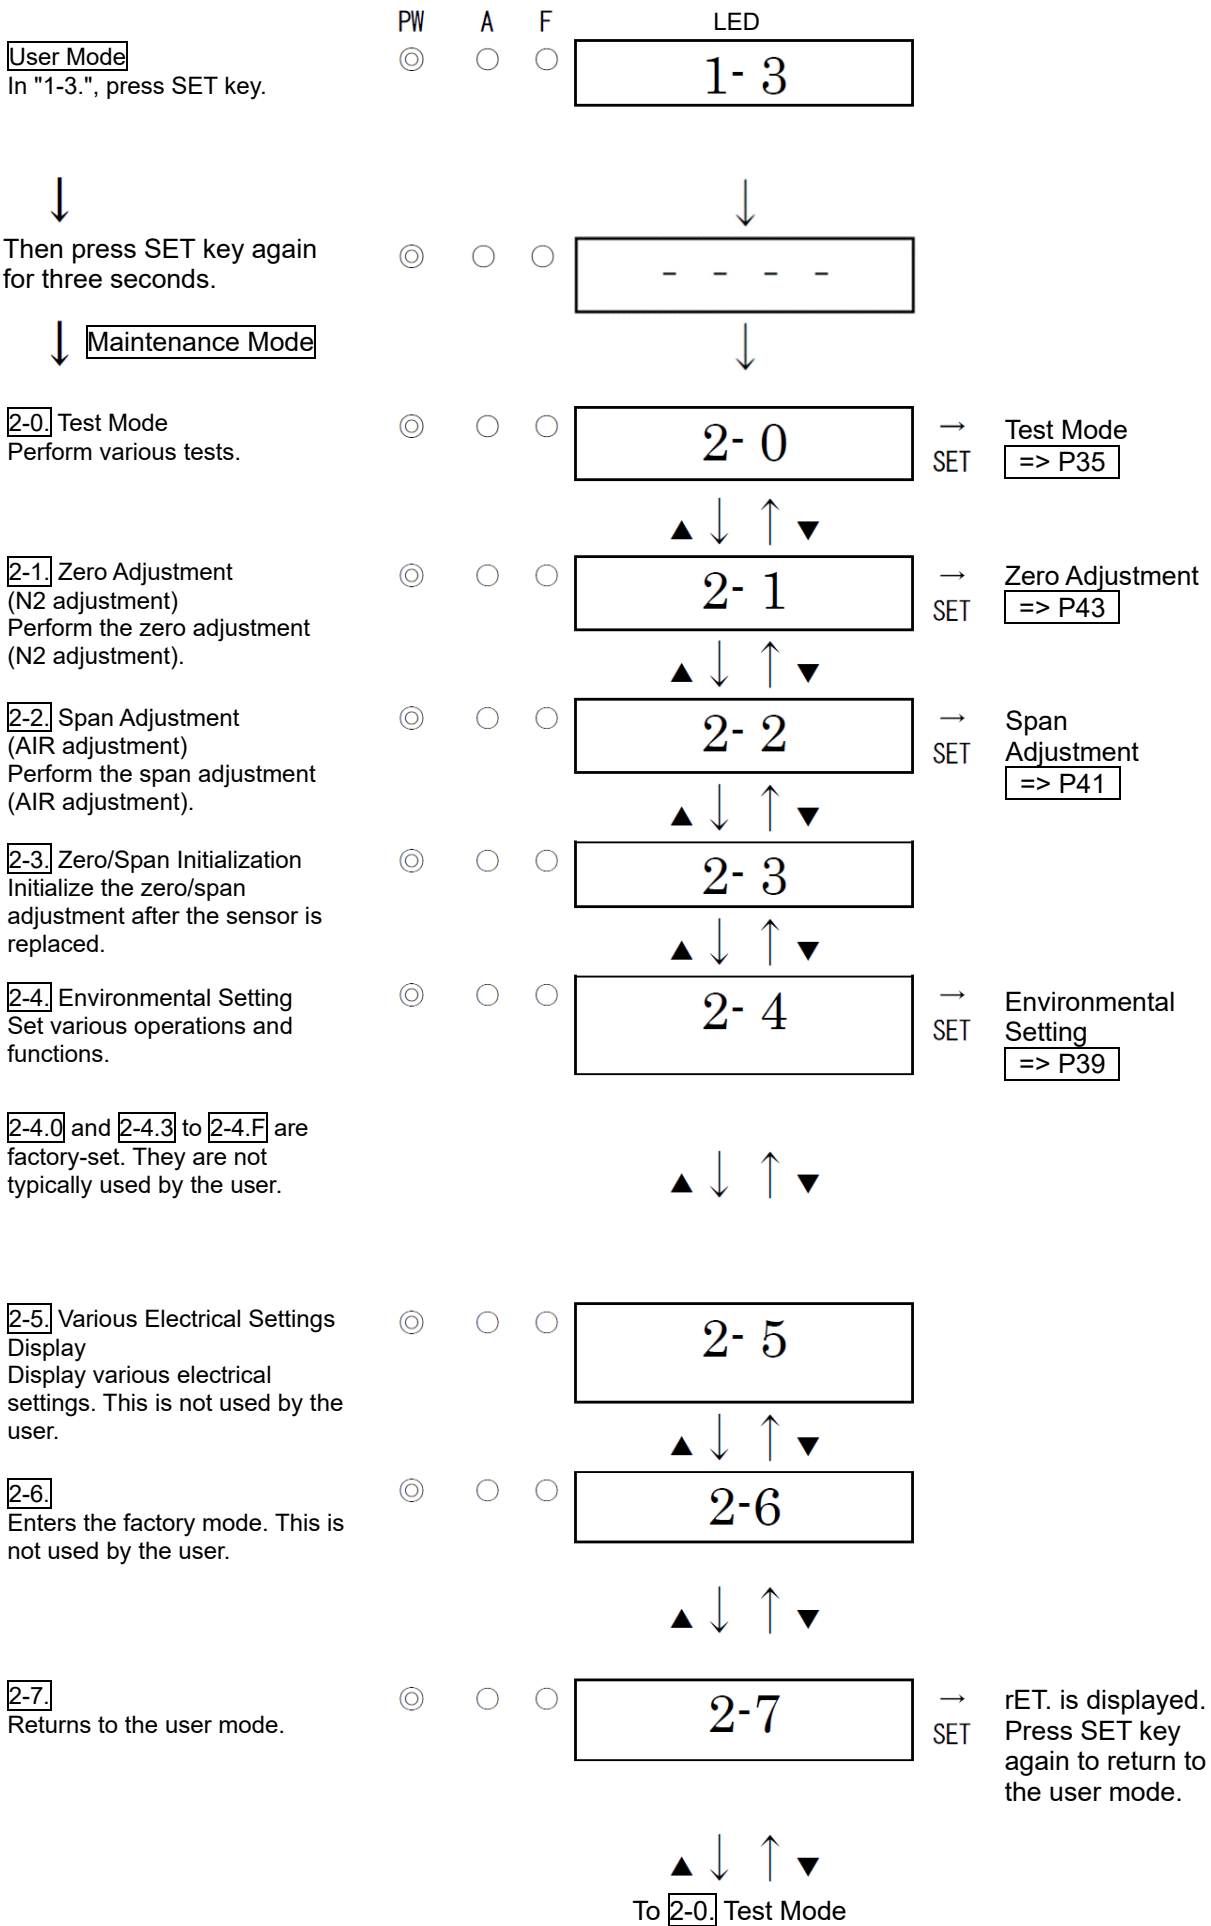 PW A F LED
User Mode
In "1-3.", press SET key.
◎ ○ ○ 1- 3
↓ ↓
Then press SET key again
for three seconds.
◎ ○ ○ - - - -
↓ Maintenance Mode ↓
2-0. Test Mode
Perform various tests.
◎ ○ ○ 2- 0 → SET
Test Mode
=> P35
▲ ↓ ↑ ▼
2-1. Zero Adjustment
(N2 adjustment)
Perform the zero adjustment
(N2 adjustment).
◎ ○ ○ 2- 1 → SET
Zero Adjustment
=> P43
▲ ↓ ↑ ▼
2-2. Span Adjustment
(AIR adjustment)
Perform the span adjustment
(AIR adjustment).
◎ ○ ○ 2- 2 → SET
Span
Adjustment
=> P41
▲ ↓ ↑ ▼
2-3. Zero/Span Initialization
Initialize the zero/span
adjustment after the sensor is
replaced.
◎ ○ ○ 2- 3
▲ ↓ ↑ ▼
2-4. Environmental Setting
Set various operations and
functions.
◎ ○ ○ 2- 4 → SET
Environmental
Setting
=> P39
2-4.0 and 2-4.3 to 2-4.F are
factory-set. They are not
typically used by the user.
▲ ↓ ↑ ▼
2-5. Various Electrical Settings
Display
Display various electrical
settings. This is not used by the
user.
◎ ○ ○ 2- 5
▲ ↓ ↑ ▼
2-6.
Enters the factory mode. This is
not used by the user.
◎ ○ ○ 2-6
▲ ↓ ↑ ▼
2-7.
Returns to the user mode.
◎ ○ ○ 2-7 → SET
rET. is displayed.
Press SET key
again to return to
the user mode.
▲ ↓ ↑ ▼
To 2-0. Test Mode